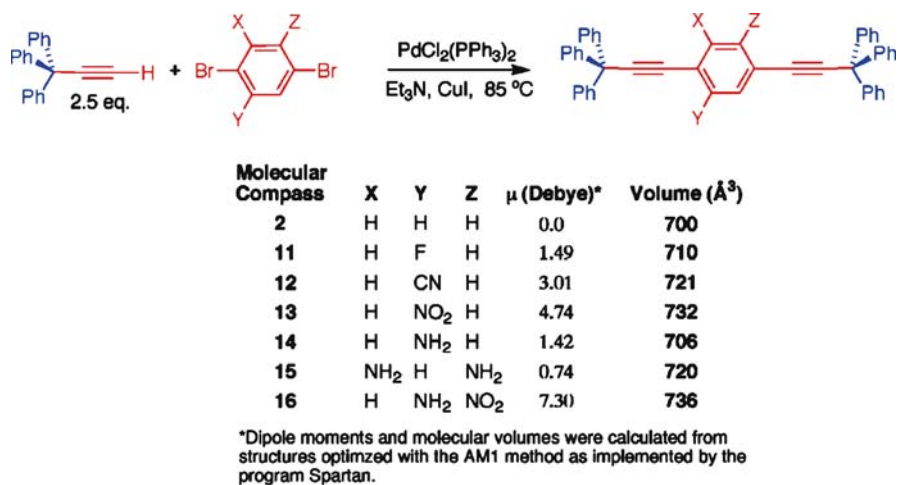 X Z X Z
Ph Ph Ph Ph Ph Ph
H + Br Br
2.5 eq. Y Y
PdCl₂(PPh₃)₂
Et₃N, CuI, 85 ºC
Molecular Compass X Y Z μ (Debye)* Volume (Å³)
2 H H H 0.0 700
11 H F H 1.49 710
12 H CN H 3.01 721
13 H NO₂ H 4.74 732
14 H NH₂ H 1.42 706
15 NH₂ H NH₂ 0.74 720
16 H NH₂ NO₂ 7.30 736
*Dipole moments and molecular volumes were calculated from
structures optimzed with the AM1 method as implemented by the
program Spartan.